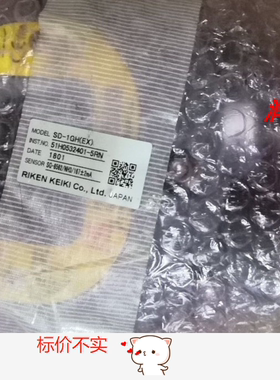 MODEL SD-1GH(EX)
INST.NO. 51H0532401-5RN
DATE 1801
RIKEN KEIKI Co., Ltd. JAPAN
标价不实